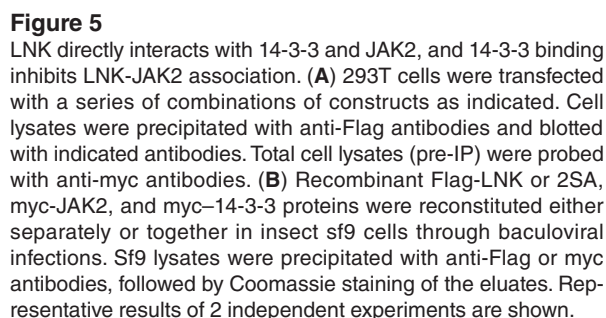 Figure 5
LNK directly interacts with 14-3-3 and JAK2, and 14-3-3 binding
inhibits LNK-JAK2 association. (A) 293T cells were transfected
with a series of combinations of constructs as indicated. Cell
lysates were precipitated with anti-Flag antibodies and blotted
with indicated antibodies. Total cell lysates (pre-IP) were probed
with anti-myc antibodies. (B) Recombinant Flag-LNK or 2SA,
myc-JAK2, and myc–14-3-3 proteins were reconstituted either
separately or together in insect sf9 cells through baculoviral
infections. Sf9 lysates were precipitated with anti-Flag or myc
antibodies, followed by Coomassie staining of the eluates. Rep-
resentative results of 2 independent experiments are shown.